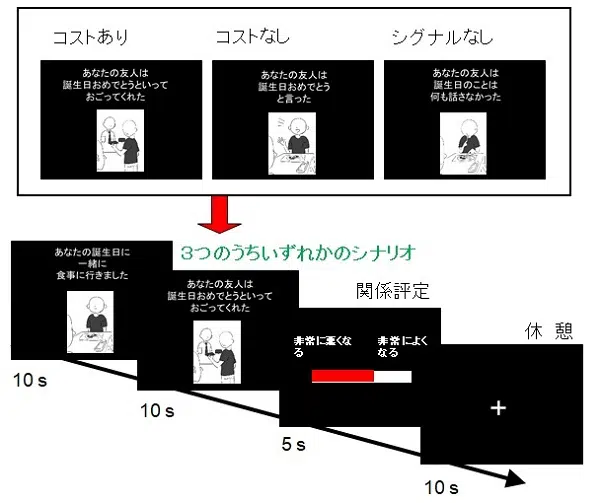 コストあり
コストなし
シグナルなし
あなたの友人は
誕生日おめでとうといって
おごってくれた
あなたの友人は
誕生日おめでとう
と言った
あなたの友人は
誕生日のことは
何も話さなかった
3つのうちいずれかのシナリオ
あなたの誕生日に
一緒に
食事に行きました
あなたの友人は
誕生日おめでとうといって
おごってくれた
関係評定
非常に悪くな
る
非常によく
なる
休 憩
+
10 s
10 s
5 s
10 s